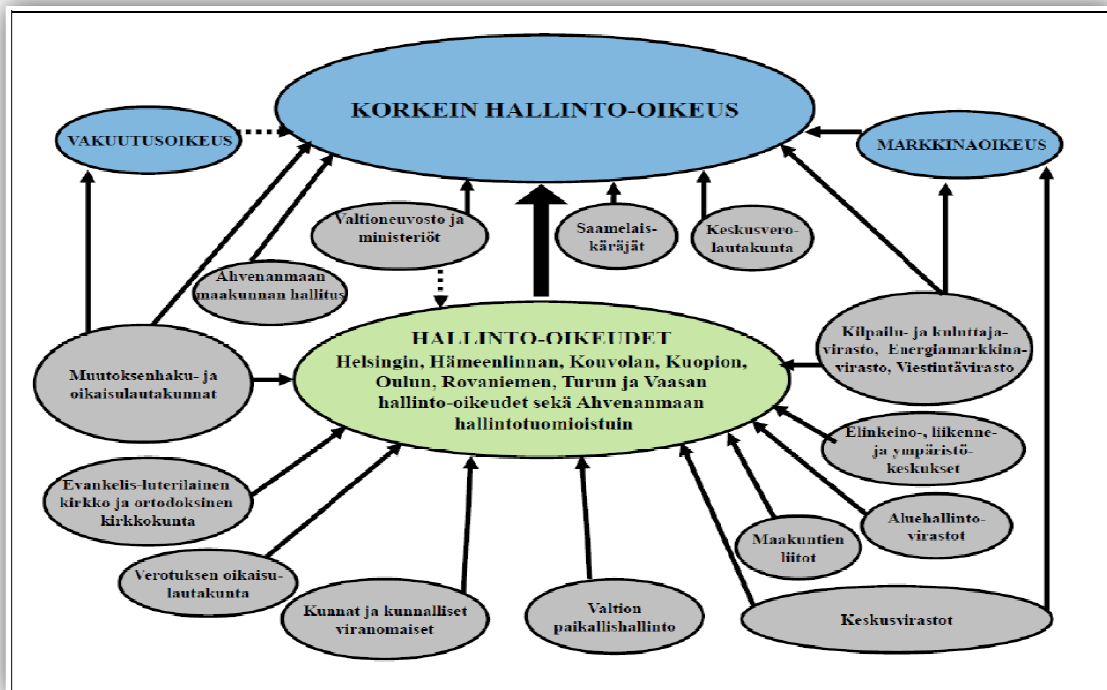 KORKEIN HALLINTO-OIKEUS
VAKUUTUSOIKEUS
MARKKINAOIKEUS
Valtioneuvosto ja
ministeriöt
Saamelais-
käräjät
Keskusvero-
lautakunta
Ahvenanmaan
maakunnan hallitus
HALLINTO-OIKEUDET
Helsingin, Hämeenlinnan, Kouvolan, Kuopion,
Oulun, Rovaniemen, Turun ja Vaasan
hallinto-oikeudet sekä Ahvenanmaan
hallintotuomioistuin
Kilpailu- ja kuluttaja-
virasto, Energiamarkkina-
virasto, Viestintävirasto
Muutoksenhaku- ja
oikaisulautakunnat
Elinkeino-, liikenne-
ja ympäristö-
keskukset
Evankelis-luterilainen
kirkko ja ortodoksinen
kirkkokunta
Aluehallinto-
virastot
Maakuntien
liitot
Verotuksen oikaisu-
lautakunta
Kunnat ja kunnalliset
viranomaiset
Valtion
paikallishallinto
Keskusvirastot